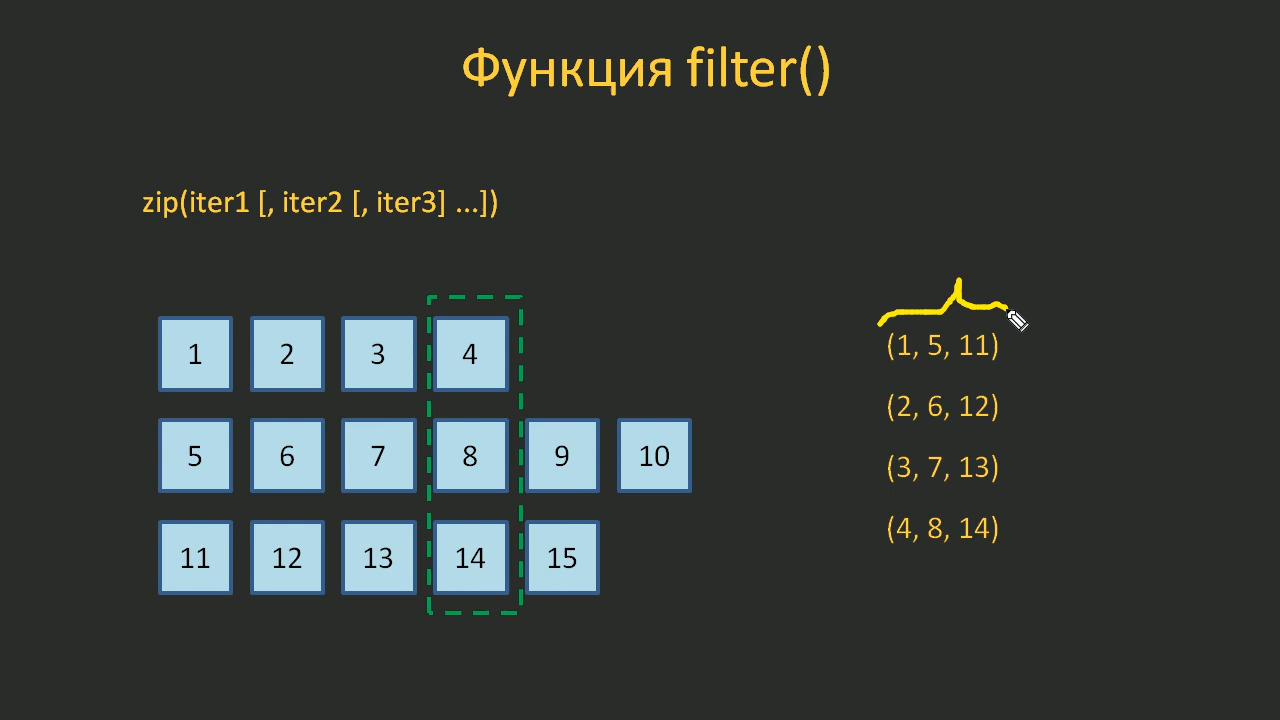 Функция filter()
zip(iter1 [, iter2 [, iter3] ...])
1 2 3 4
5 6 7 8 9 10
11 12 13 14 15
(1, 5, 11)
(2, 6, 12)
(3, 7, 13)
(4, 8, 14)